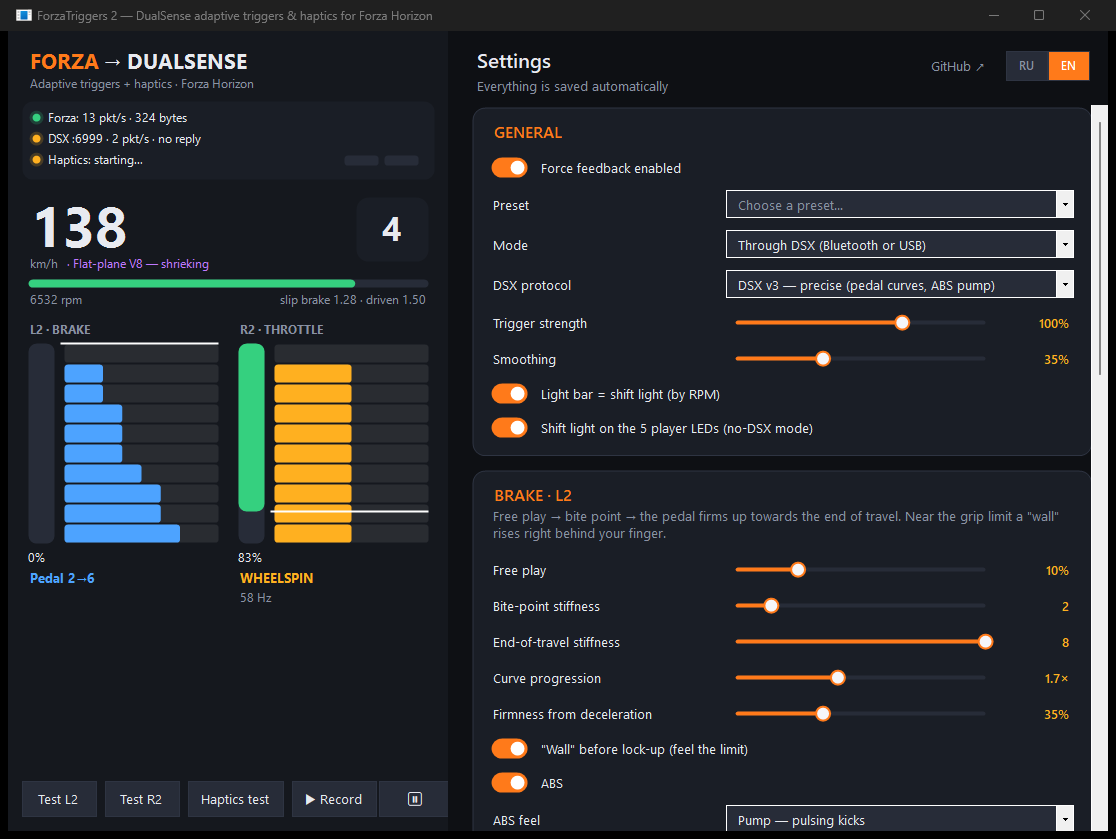 ForzaTriggers 2 — DualSense adaptive triggers & haptics for Forza Horizon
FORZA → DUALSENSE
Adaptive triggers + haptics · Forza Horizon
Forza: 13 pkt/s · 324 bytes
DSX :6999 · 2 pkt/s · no reply
Haptics: starting...
138
4
km/h · Flat-plane V8 — shrieking
6532 rpm
slip brake 1.28 · driven 1.50
L2 · BRAKE
R2 · THROTTLE
0%
83%
Pedal 2→6
WHEELSPIN
58 Hz
Test L2
Test R2
Haptics test
▶ Record
Settings
Everything is saved automatically
GitHub ↗
RU
EN
GENERAL
Force feedback enabled
Preset
Choose a preset...
Mode
Through DSX (Bluetooth or USB)
DSX protocol
DSX v3 — precise (pedal curves, ABS pump)
Trigger strength
100%
Smoothing
35%
Light bar = shift light (by RPM)
Shift light on the 5 player LEDs (no-DSX mode)
BRAKE · L2
Free play → bite point → the pedal firms up towards the end of travel. Near the grip limit a "wall"
rises right behind your finger.
Free play
10%
Bite-point stiffness
2
End-of-travel stiffness
8
Curve progression
1.7×
Firmness from deceleration
35%
"Wall" before lock-up (feel the limit)
ABS
ABS feel
Pump — pulsing kicks